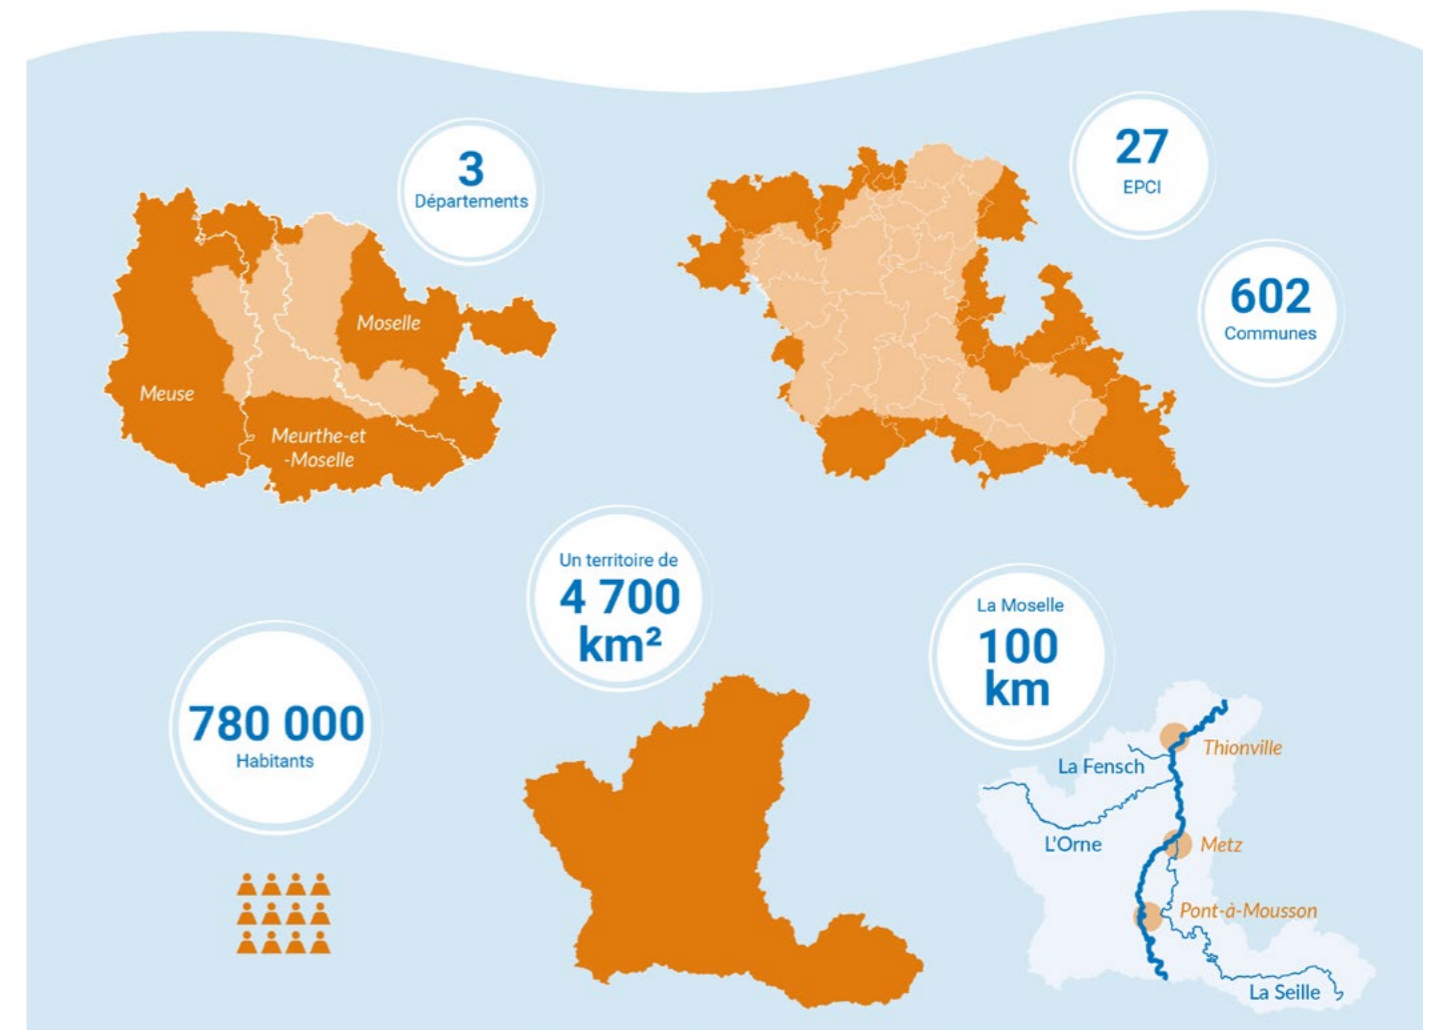 3
Départements
27
EPCI
602
Communes
Moselle
Meuse
Meurthe-et
-Moselle
Un territoire de
4 700
km²
La Moselle
100
km
780 000
Habitants
Thionville
La Fensch
L'Orne
Metz
Pont-à-Mousson
La Seille